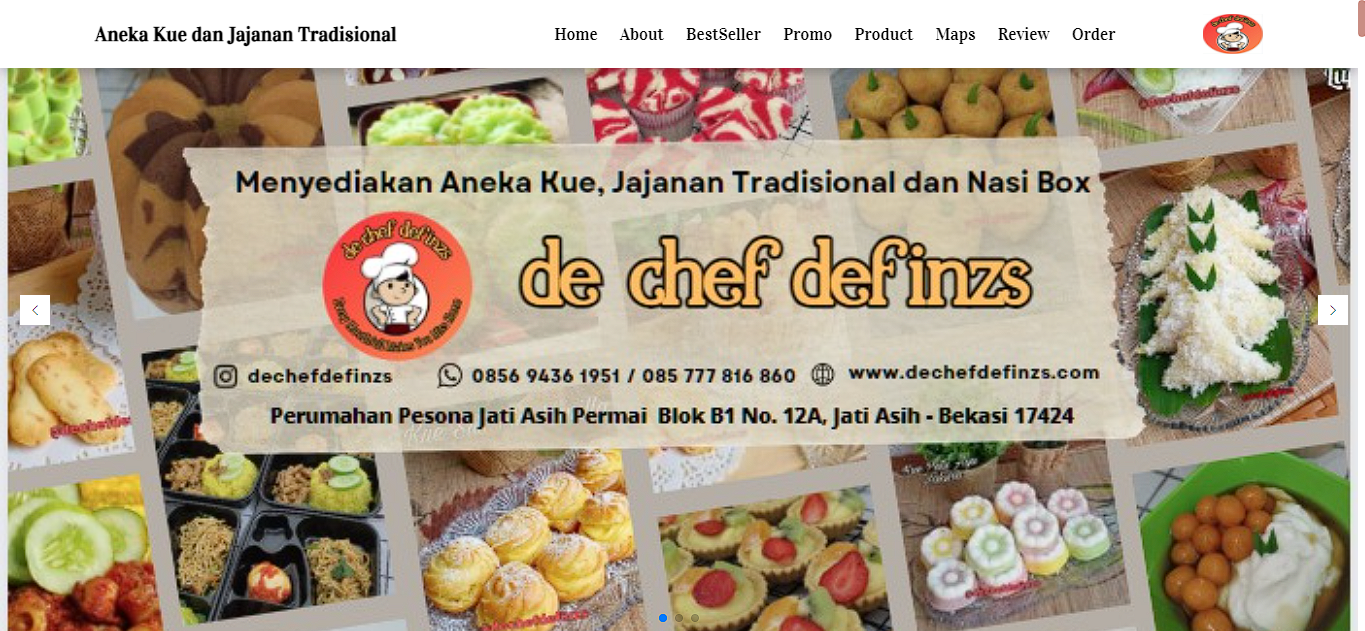 Aneka Kue dan Jajanan Tradisional
Home About BestSeller Promo Product Maps Review Order
Menyediakan Aneka Kue, Jajanan Tradisional dan Nasi Box
de chef definzs
de chef definzs
dechefdefinzs
0856 9436 1951 / 085 777 816 860
www.dechefdefinzs.com
Perumahan Pesona Jati Asih Permai Blok B1 No. 12A, Jati Asih - Bekasi 17424